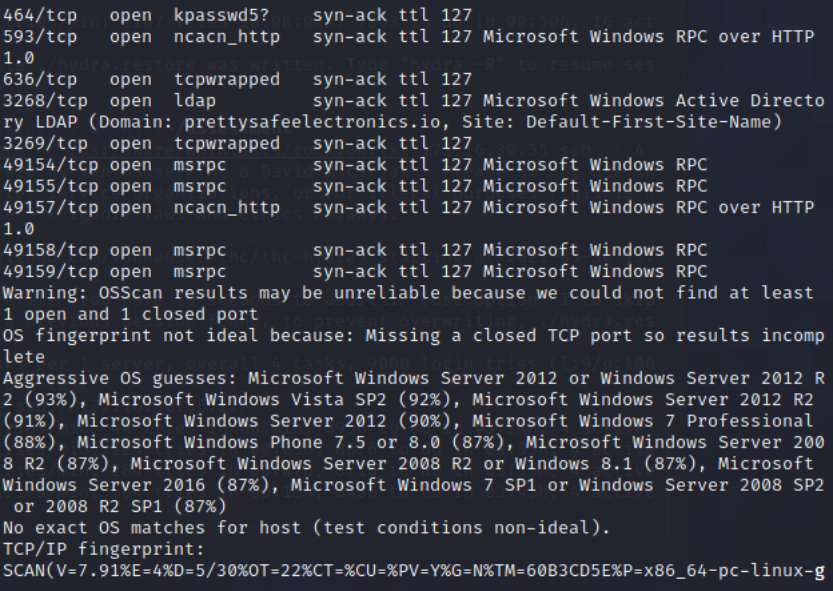 464/tcp   open  kpasswd5?    syn-ack ttl 127
593/tcp   open  ncacn_http   syn-ack ttl 127 Microsoft Windows RPC over HTTP
1.0
636/tcp   open  tcpwrapped   syn-ack ttl 127
3268/tcp  open  ldap         syn-ack ttl 127 Microsoft Windows Active Directo
ry LDAP (Domain: prettysafeelectronics.io, Site: Default-First-Site-Name)
3269/tcp  open  tcpwrapped   syn-ack ttl 127
49154/tcp open  msrpc        syn-ack ttl 127 Microsoft Windows RPC
49155/tcp open  msrpc        syn-ack ttl 127 Microsoft Windows RPC
49157/tcp open  ncacn_http   syn-ack ttl 127 Microsoft Windows RPC over HTTP
1.0
49158/tcp open  msrpc        syn-ack ttl 127 Microsoft Windows RPC
49159/tcp open  msrpc        syn-ack ttl 127 Microsoft Windows RPC
Warning: OSScan results may be unreliable because we could not find at least
1 open and 1 closed port
OS fingerprint not ideal because: Missing a closed TCP port so results incomp
lete
Aggressive OS guesses: Microsoft Windows Server 2012 or Windows Server 2012 R
2 (93%), Microsoft Windows Vista SP2 (92%), Microsoft Windows Server 2012 R2
(91%), Microsoft Windows Server 2012 (90%), Microsoft Windows 7 Professional
(88%), Microsoft Windows Phone 7.5 or 8.0 (87%), Microsoft Windows Server 200
8 R2 (87%), Microsoft Windows Server 2008 R2 or Windows 8.1 (87%), Microsoft
Windows Server 2016 (87%), Microsoft Windows 7 SP1 or Windows Server 2008 SP2
 or 2008 R2 SP1 (87%)
No exact OS matches for host (test conditions non-ideal).
TCP/IP fingerprint:
SCAN(V=7.91%E=4%D=5/30%OT=22%CT=%CU=%PV=Y%G=N%TM=60B3CD5E%P=x86_64-pc-linux-g